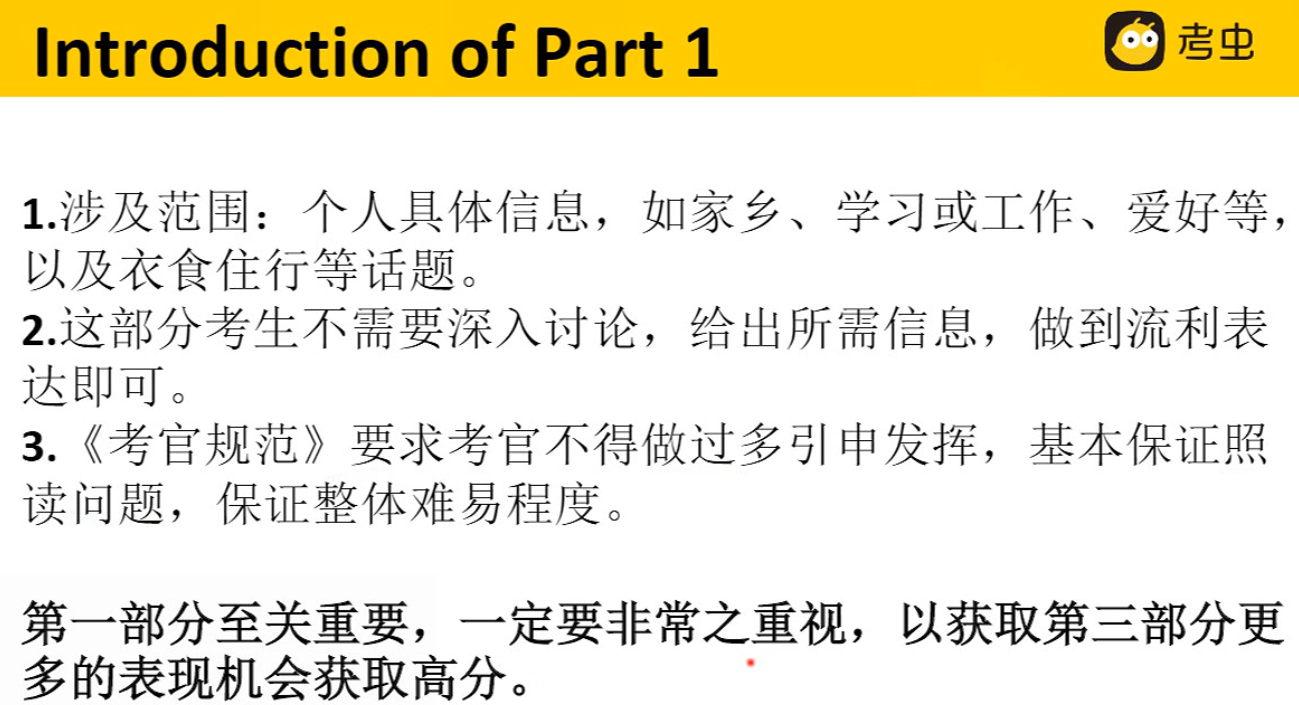 Introduction of Part 1
考虫
1.涉及范围：个人具体信息，如家乡、学习或工作、爱好等，
以及衣食住行等话题。
2.这部分考生不需要深入讨论，给出所需信息，做到流利表
达即可。
3.《考官规范》要求考官不得做过多引申发挥，基本保证照
读问题，保证整体难易程度。
第一部分至关重要，一定要非常之重视，以获取第三部分更
多的表现机会获取高分。